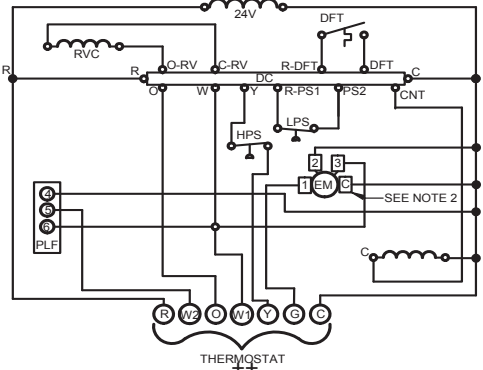 24V
DFT
RVC
O-RV
C-RV
R-DFT
DFT
R
R
DC
C
O
W
Y
R-PS1
PS2
CNT
HPS
LPS
2
3
1
EM
C
SEE NOTE 2
4
5
6
PLF
C
R
W2
O
W1
Y
G
C
THERMOSTAT
‡‡